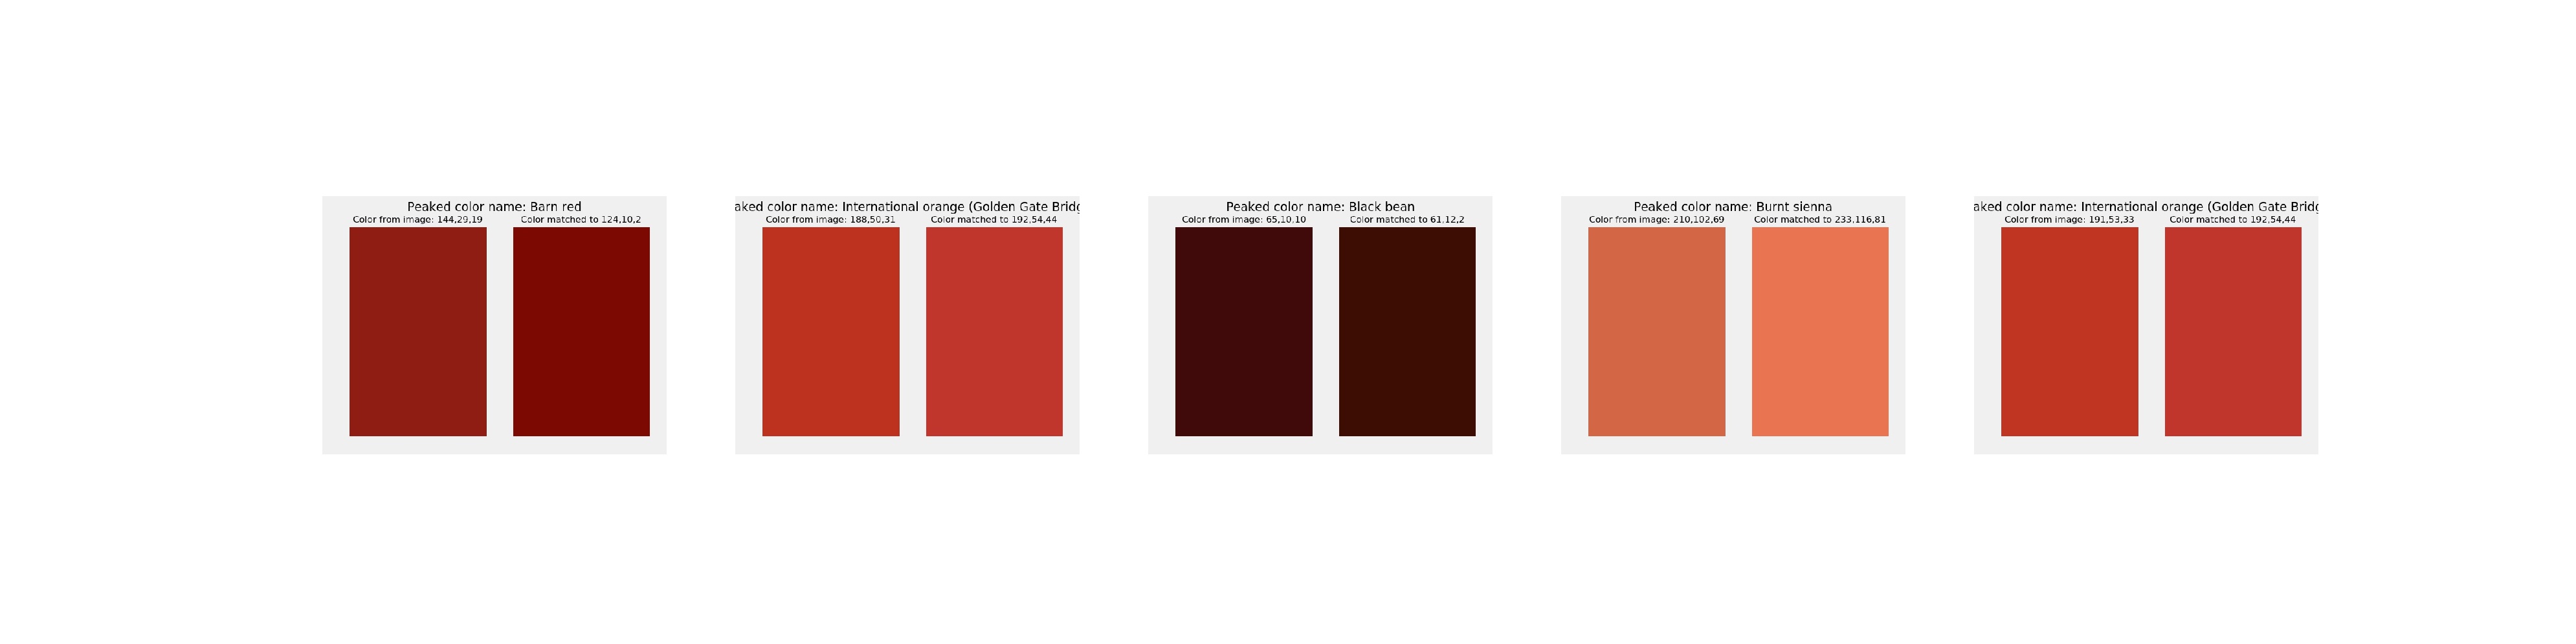 Peaked color name: Barn red
Color from image: 144,29,19
Color matched to 124,10,2
aked color name: International orange (Golden Gate Bridg
Color from image: 188,50,31
Color matched to 192,54,44
Peaked color name: Black bean
Color from image: 65,10,10
Color matched to 61,12,2
Peaked color name: Burnt sienna
Color from image: 210,102,69
Color matched to 233,116,81
aked color name: International orange (Golden Gate Bridg
Color from image: 191,53,33
Color matched to 192,54,44